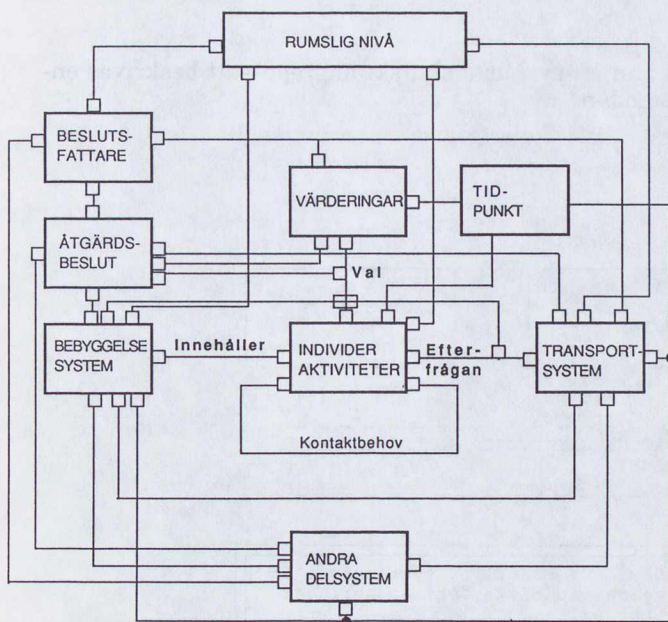 RUMSLIG NIVÅ
BESLUTS-
FATTARE
VÄRDERINGAR
TID-
PUNKT
ÅTGÄRDS-
BESLUT
Val
BEBYGGELSE
SYSTEM
Innehåller
INDIVIDER
AKTIVITETER
Efter-
frågan
TRANSPORT-
SYSTEM
Kontaktbehov
ANDRA
DELSYSTEM